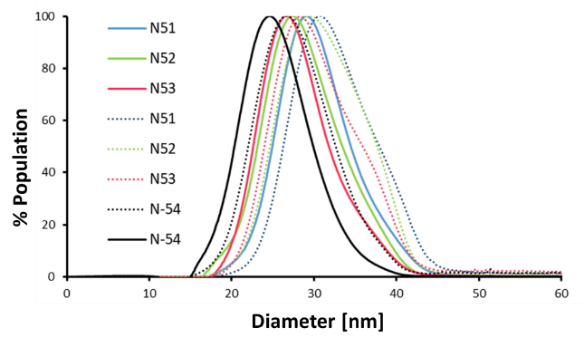 100
80
60
40
20
0
% Population
N51
N52
N53
N51
N52
N53
N-54
N-54
0 10 20 30 40 50 60
Diameter [nm]